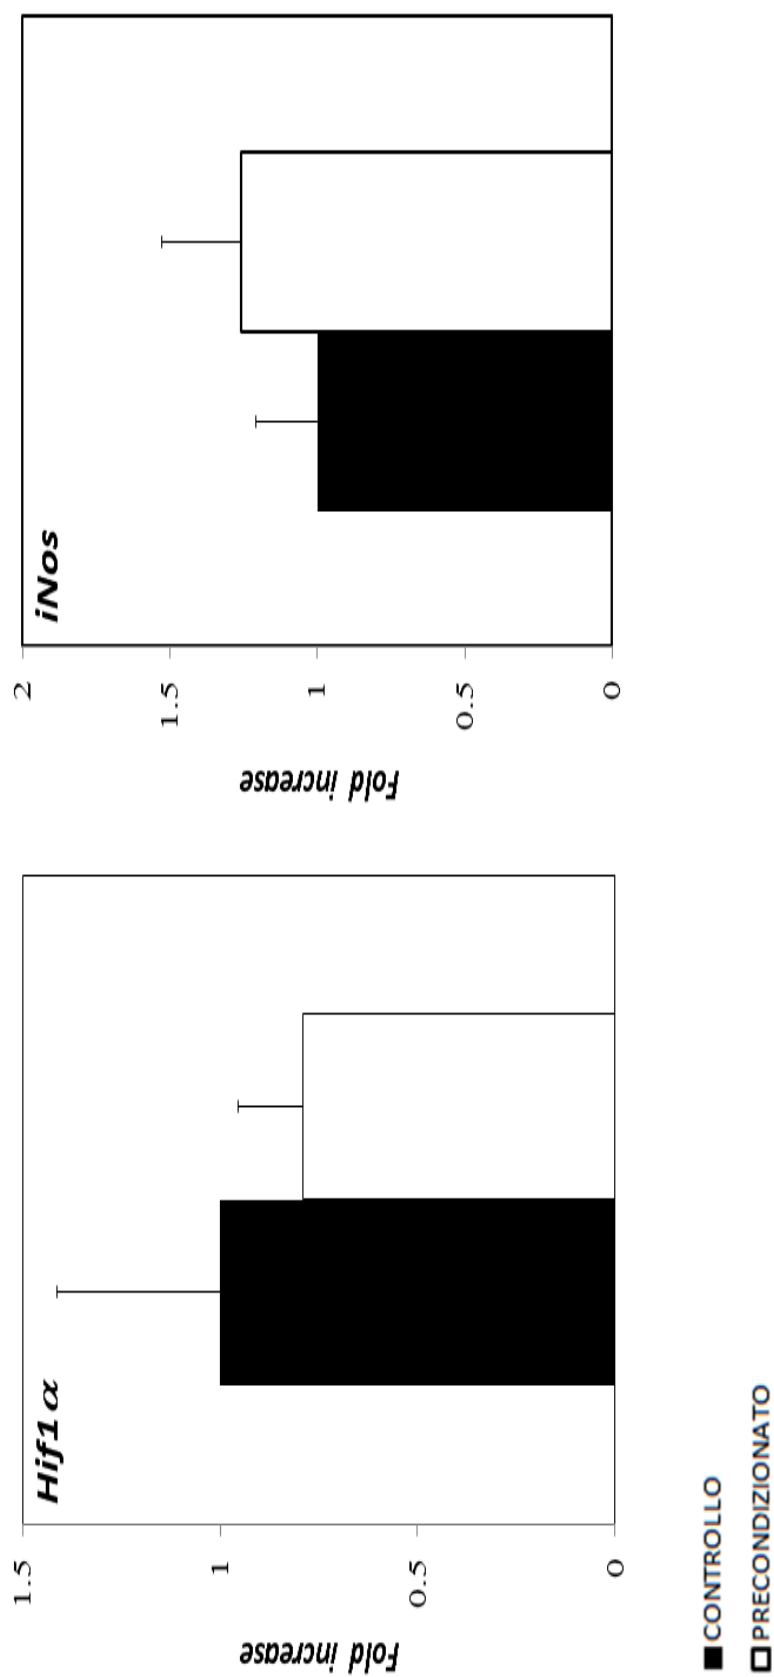 Hif1α
1.5
1
0.5
0
Fold increase
iNos
2
1.5
1
0.5
0
Fold increase
CONTROLLO
PRECONDIZIONATO